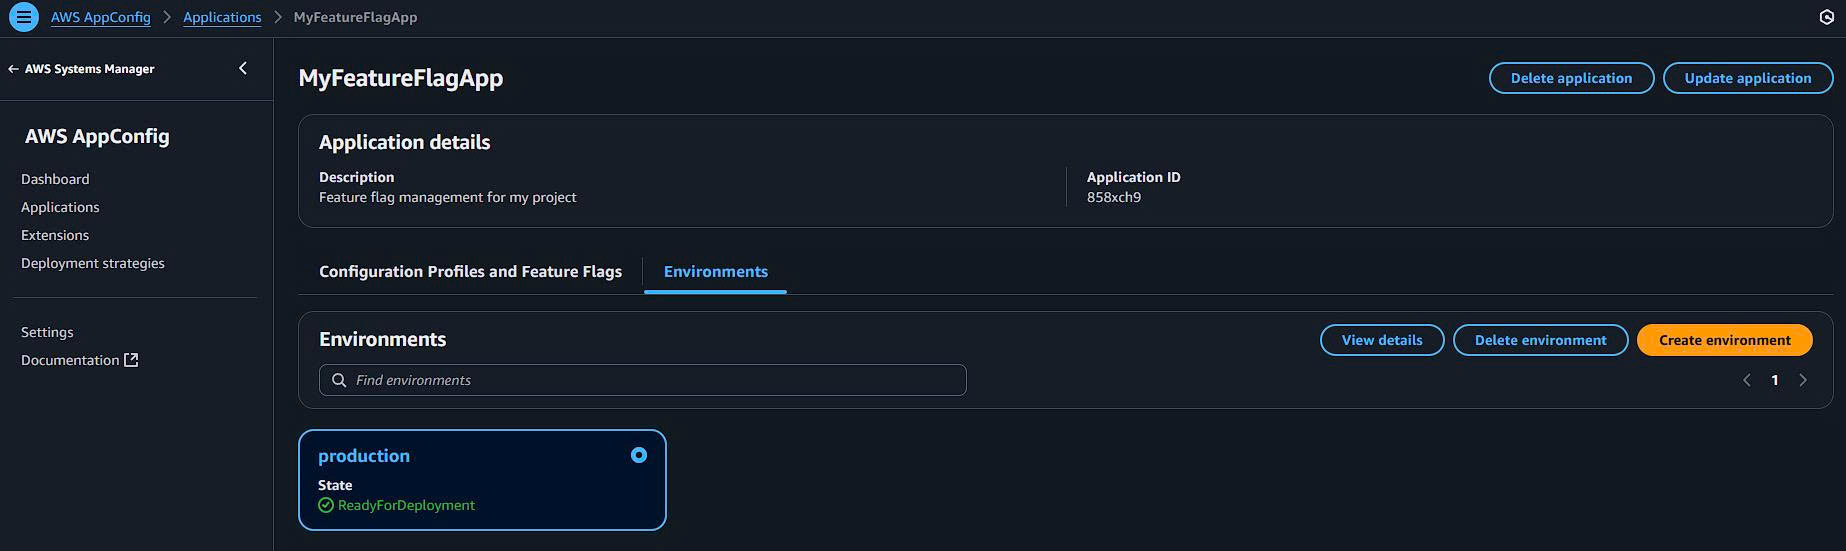 AWS AppConfig > Applications > MyFeatureFlagApp
AWS Systems Manager
AWS AppConfig
Dashboard
Applications
Extensions
Deployment strategies
Settings
Documentation
MyFeatureFlagApp
Delete application
Update application
Application details
Description
Feature flag management for my project
Application ID
858xch9
Configuration Profiles and Feature Flags
Environments
Environments
View details
Delete environment
Create environment
Find environments
1
production
State
ReadyForDeployment